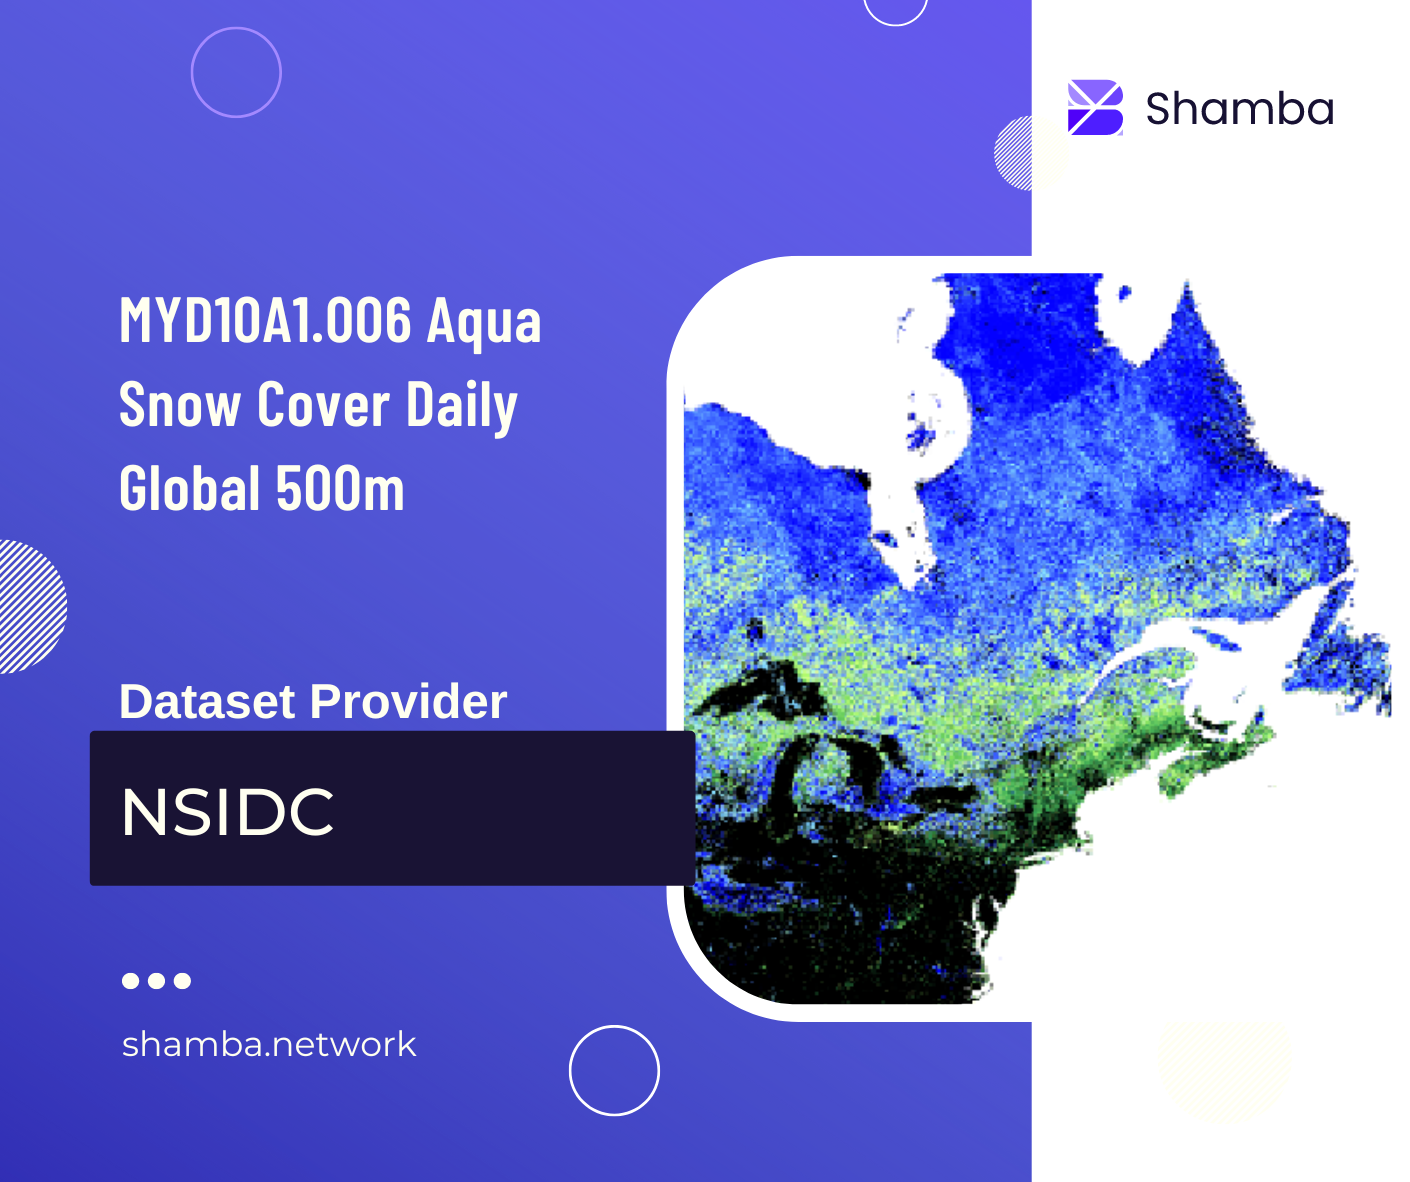 Shamba
MYD10A1.006 Aqua
Snow Cover Daily
Global 500m
Dataset Provider
NSIDC
shamba.network